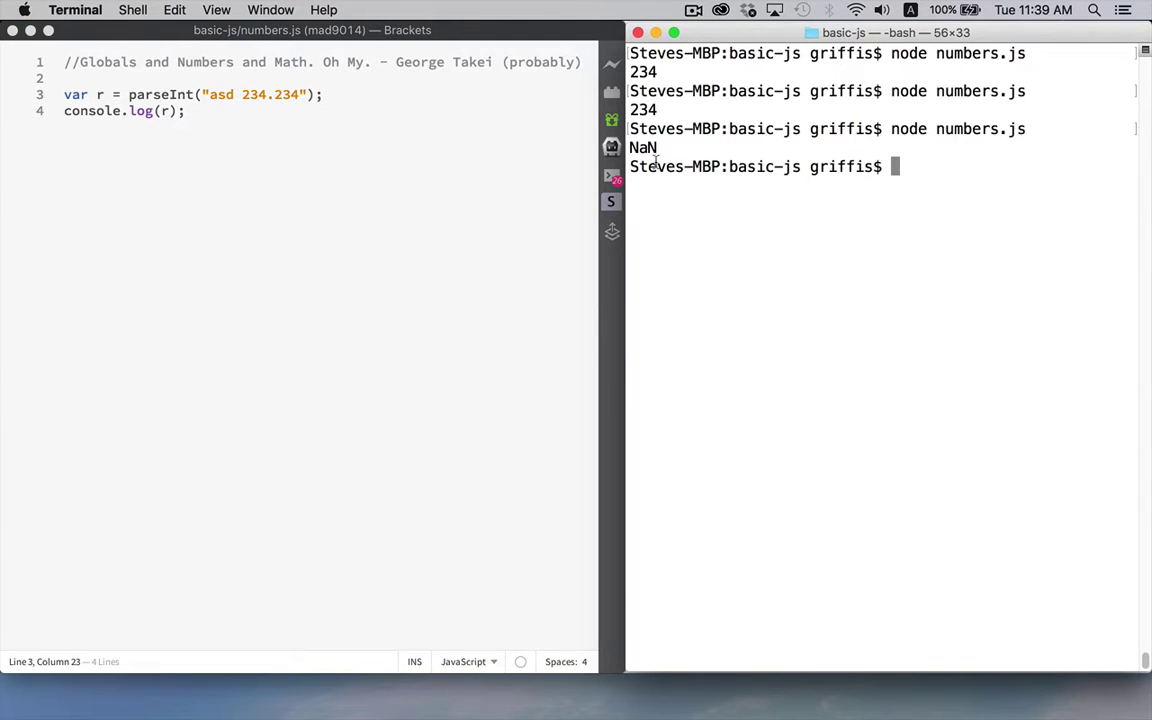 Terminal Shell Edit View Window Help
100% Tue 11:39 AM
basic-js/numbers.js (mad9014) — Brackets
basic-js — -bash — 56×33
1 //Globals and Numbers and Math. Oh My. - George Takei (probably)
2
3 var r = parseInt("asd 234.234");
4 console.log(r);
26
S
[Steves-MBP:basic-js griffis$ node numbers.js ]
234
[Steves-MBP:basic-js griffis$ node numbers.js ]
234
[Steves-MBP:basic-js griffis$ node numbers.js ]
NaN
Steves-MBP:basic-js griffis$
Line 3, Column 23 — 4 Lines
INS JavaScript Spaces: 4